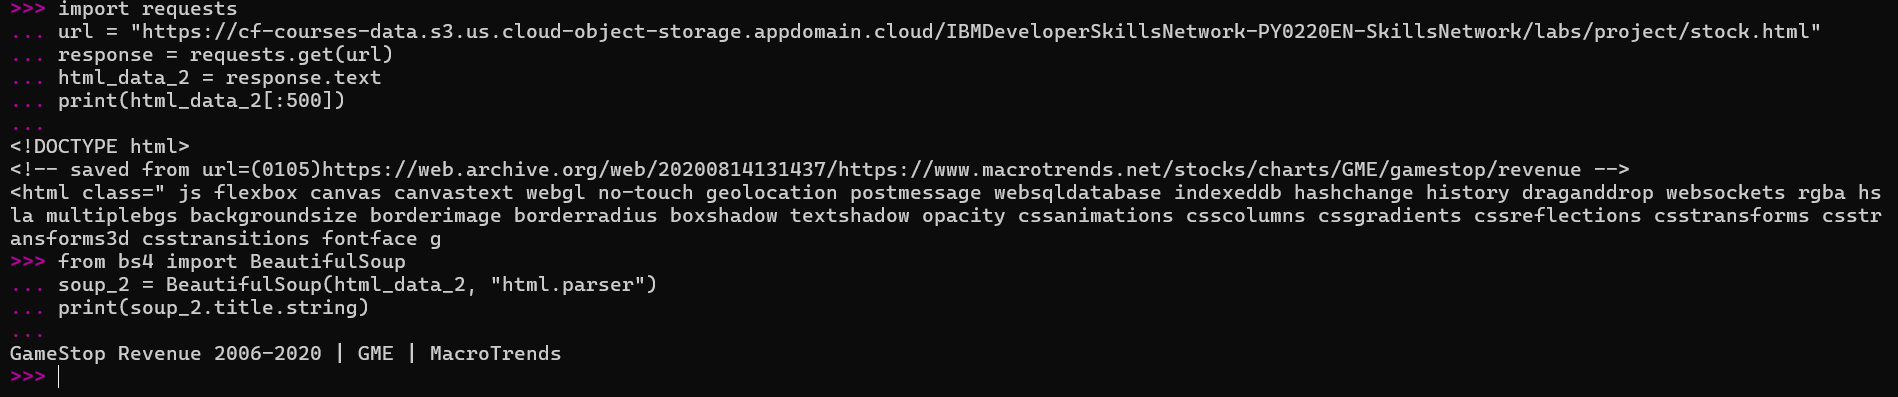 >>> import requests
... url = "https://cf-courses-data.s3.us.cloud-object-storage.appdomain.cloud/IBMDeveloperSkillsNetwork-PY0220EN-SkillsNetwork/labs/project/stock.html"
... response = requests.get(url)
... html_data_2 = response.text
... print(html_data_2[:500])
...
<!DOCTYPE html>
<!-- saved from url=(0105)https://web.archive.org/web/20200814131437/https://www.macrotrends.net/stocks/charts/GME/gamestop/revenue -->
<html class=" js flexbox canvas canvastext webgl no-touch geolocation postmessage websqldatabase indexeddb hashchange history draganddrop websockets rgba hs
la multiplebgs backgroundsize borderimage borderradius boxshadow textshadow opacity cssanimations csscolumns cssgradients cssreflections csstransforms csstr
ansforms3d csstransitions fontface g
>>> from bs4 import BeautifulSoup
... soup_2 = BeautifulSoup(html_data_2, "html.parser")
... print(soup_2.title.string)
...
GameStop Revenue 2006-2020 | GME | MacroTrends
>>>